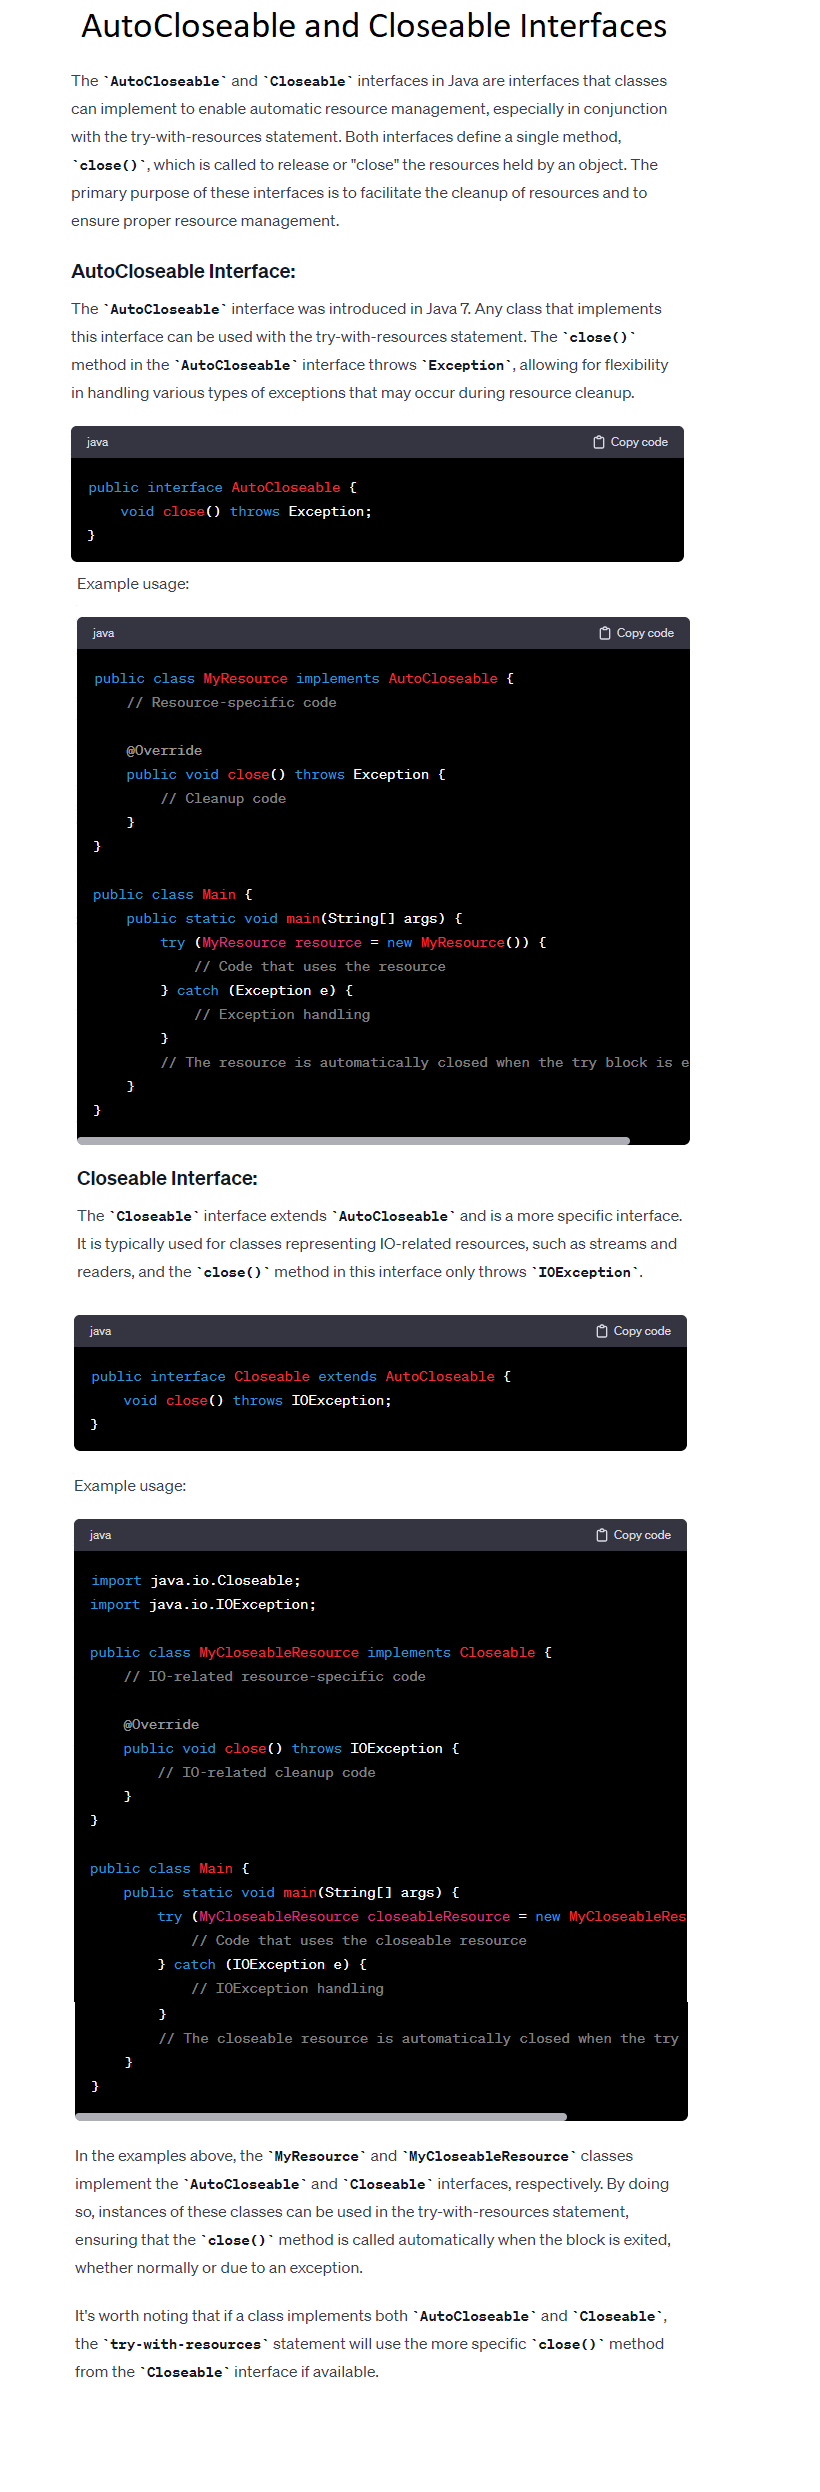 AutoCloseable and Closeable Interfaces
The `AutoCloseable` and `Closeable` interfaces in Java are interfaces that classes
can implement to enable automatic resource management, especially in conjunction
with the try-with-resources statement. Both interfaces define a single method,
`close()`, which is called to release or "close" the resources held by an object. The
primary purpose of these interfaces is to facilitate the cleanup of resources and to
ensure proper resource management.
AutoCloseable Interface:
The `AutoCloseable` interface was introduced in Java 7. Any class that implements
this interface can be used with the try-with-resources statement. The `close()`
method in the `AutoCloseable` interface throws `Exception`, allowing for flexibility
in handling various types of exceptions that may occur during resource cleanup.
java Copy code
public interface AutoCloseable {
    void close() throws Exception;
}
Example usage:
java Copy code
public class MyResource implements AutoCloseable {
    // Resource-specific code
    @Override
    public void close() throws Exception {
        // Cleanup code
    }
}
public class Main {
    public static void main(String[] args) {
        try (MyResource resource = new MyResource()) {
            // Code that uses the resource
        } catch (Exception e) {
            // Exception handling
        }
        // The resource is automatically closed when the try block is e
    }
}
Closeable Interface:
The `Closeable` interface extends `AutoCloseable` and is a more specific interface.
It is typically used for classes representing IO-related resources, such as streams and
readers, and the `close()` method in this interface only throws `IOException`.
java Copy code
public interface Closeable extends AutoCloseable {
    void close() throws IOException;
}
Example usage:
java Copy code
import java.io.Closeable;
import java.io.IOException;
public class MyCloseableResource implements Closeable {
    // IO-related resource-specific code
    @Override
    public void close() throws IOException {
        // IO-related cleanup code
    }
}
public class Main {
    public static void main(String[] args) {
        try (MyCloseableResource closeableResource = new MyCloseableRes
            // Code that uses the closeable resource
        } catch (IOException e) {
            // IOException handling
        }
        // The closeable resource is automatically closed when the try
    }
}
In the examples above, the `MyResource` and `MyCloseableResource` classes
implement the `AutoCloseable` and `Closeable` interfaces, respectively. By doing
so, instances of these classes can be used in the try-with-resources statement,
ensuring that the `close()` method is called automatically when the block is exited,
whether normally or due to an exception.
It's worth noting that if a class implements both `AutoCloseable` and `Closeable`,
the `try-with-resources` statement will use the more specific `close()` method
from the `Closeable` interface if available.